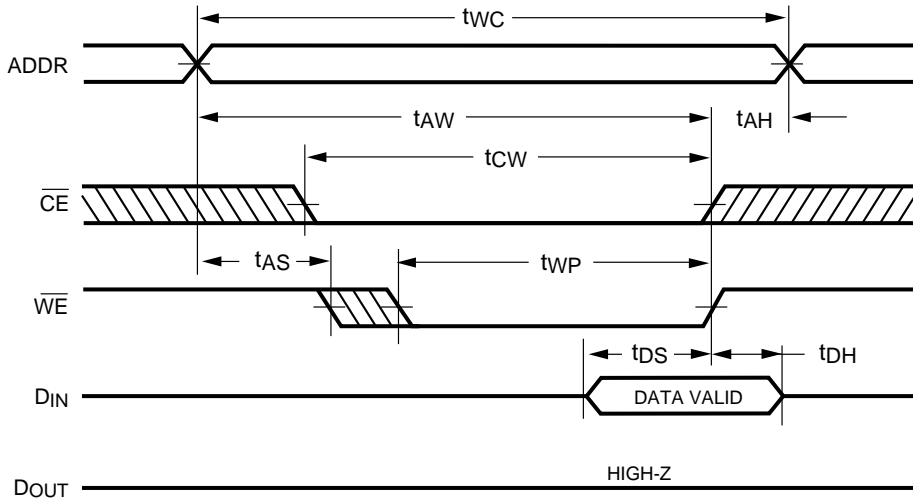 tWC
ADDR
tAW
tAH
tCW
CE
tAS
tWP
WE
tDS
tDH
DIN
DATA VALID
HIGH-Z
DOUT